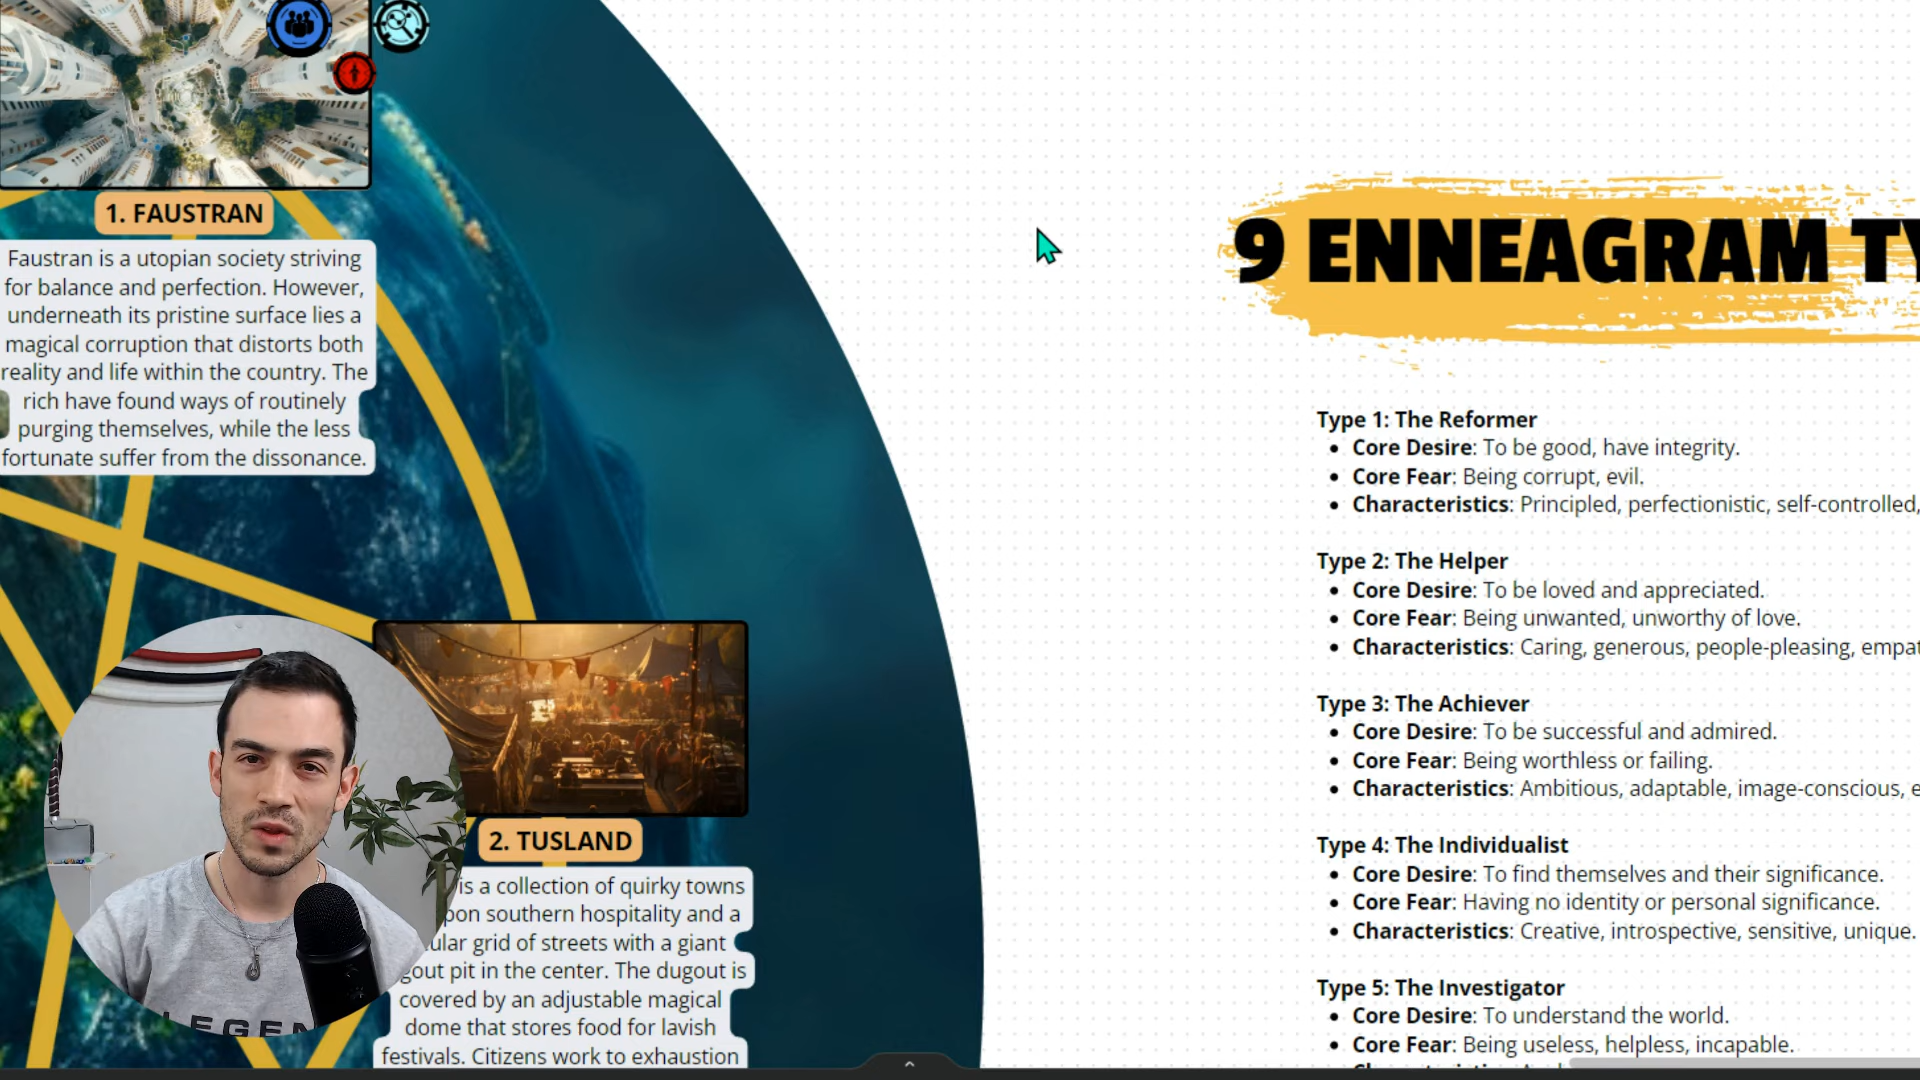 1. FAUSTRAN
Faustran is a utopian society striving
for balance and perfection. However,
underneath its pristine surface lies a
magical corruption that distorts both
reality and life within the country. The
rich have found ways of routinely
purging themselves, while the less
fortunate suffer from the dissonance.
2. TUSLAND
is a collection of quirky towns
pon southern hospitality and a
ular grid of streets with a giant
gout pit in the center. The dugout is
covered by an adjustable magical
dome that stores food for lavish
festivals. Citizens work to exhaustion
LEGEN
9 ENNEAGRAM TY
Type 1: The Reformer
• Core Desire: To be good, have integrity.
• Core Fear: Being corrupt, evil.
• Characteristics: Principled, perfectionistic, self-controlled,
Type 2: The Helper
• Core Desire: To be loved and appreciated.
• Core Fear: Being unwanted, unworthy of love.
• Characteristics: Caring, generous, people-pleasing, empat
Type 3: The Achiever
• Core Desire: To be successful and admired.
• Core Fear: Being worthless or failing.
• Characteristics: Ambitious, adaptable, image-conscious, e
Type 4: The Individualist
• Core Desire: To find themselves and their significance.
• Core Fear: Having no identity or personal significance.
• Characteristics: Creative, introspective, sensitive, unique.
Type 5: The Investigator
• Core Desire: To understand the world.
• Core Fear: Being useless, helpless, incapable.